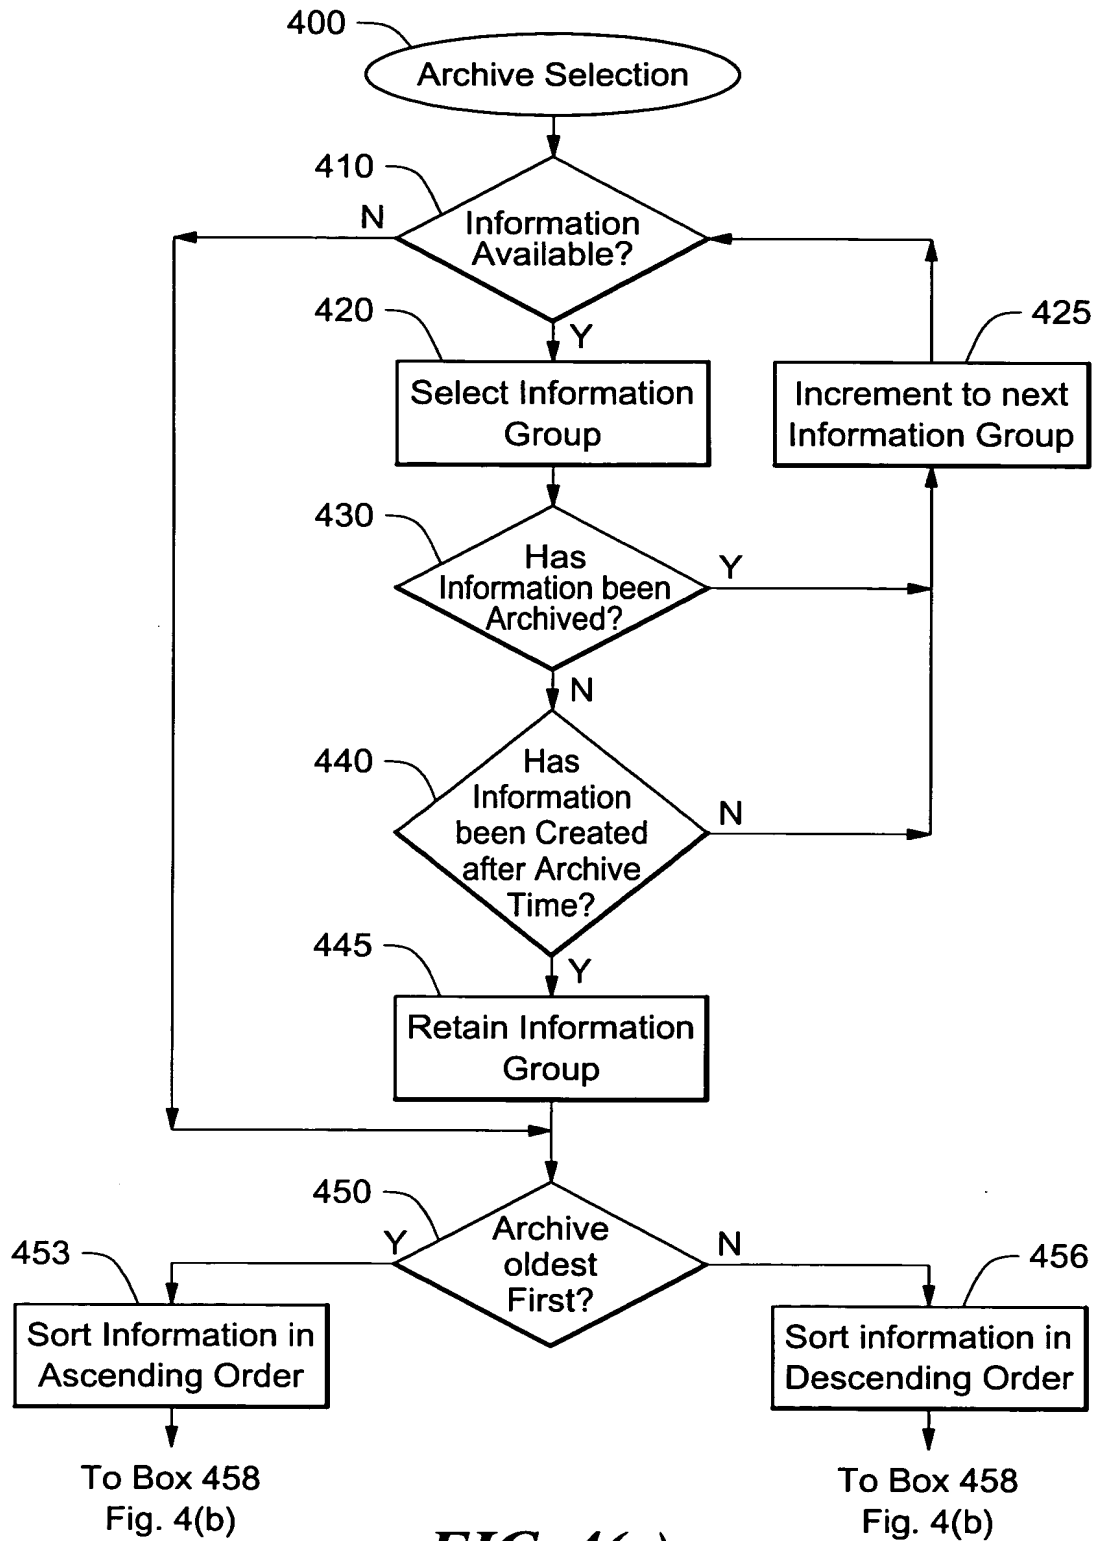 400
Archive Selection
410
N
Information
Available?
420
Y
425
Select Information
Group
Increment to next
Information Group
430
Has
Information been
Archived?
Y
N
440
Has
Information
been Created
after Archive
Time?
N
445
Y
Retain Information
Group
450
Archive
oldest
First?
Y
N
453
456
Sort Information in
Ascending Order
Sort information in
Descending Order
To Box 458
Fig. 4(b)
To Box 458
Fig. 4(b)